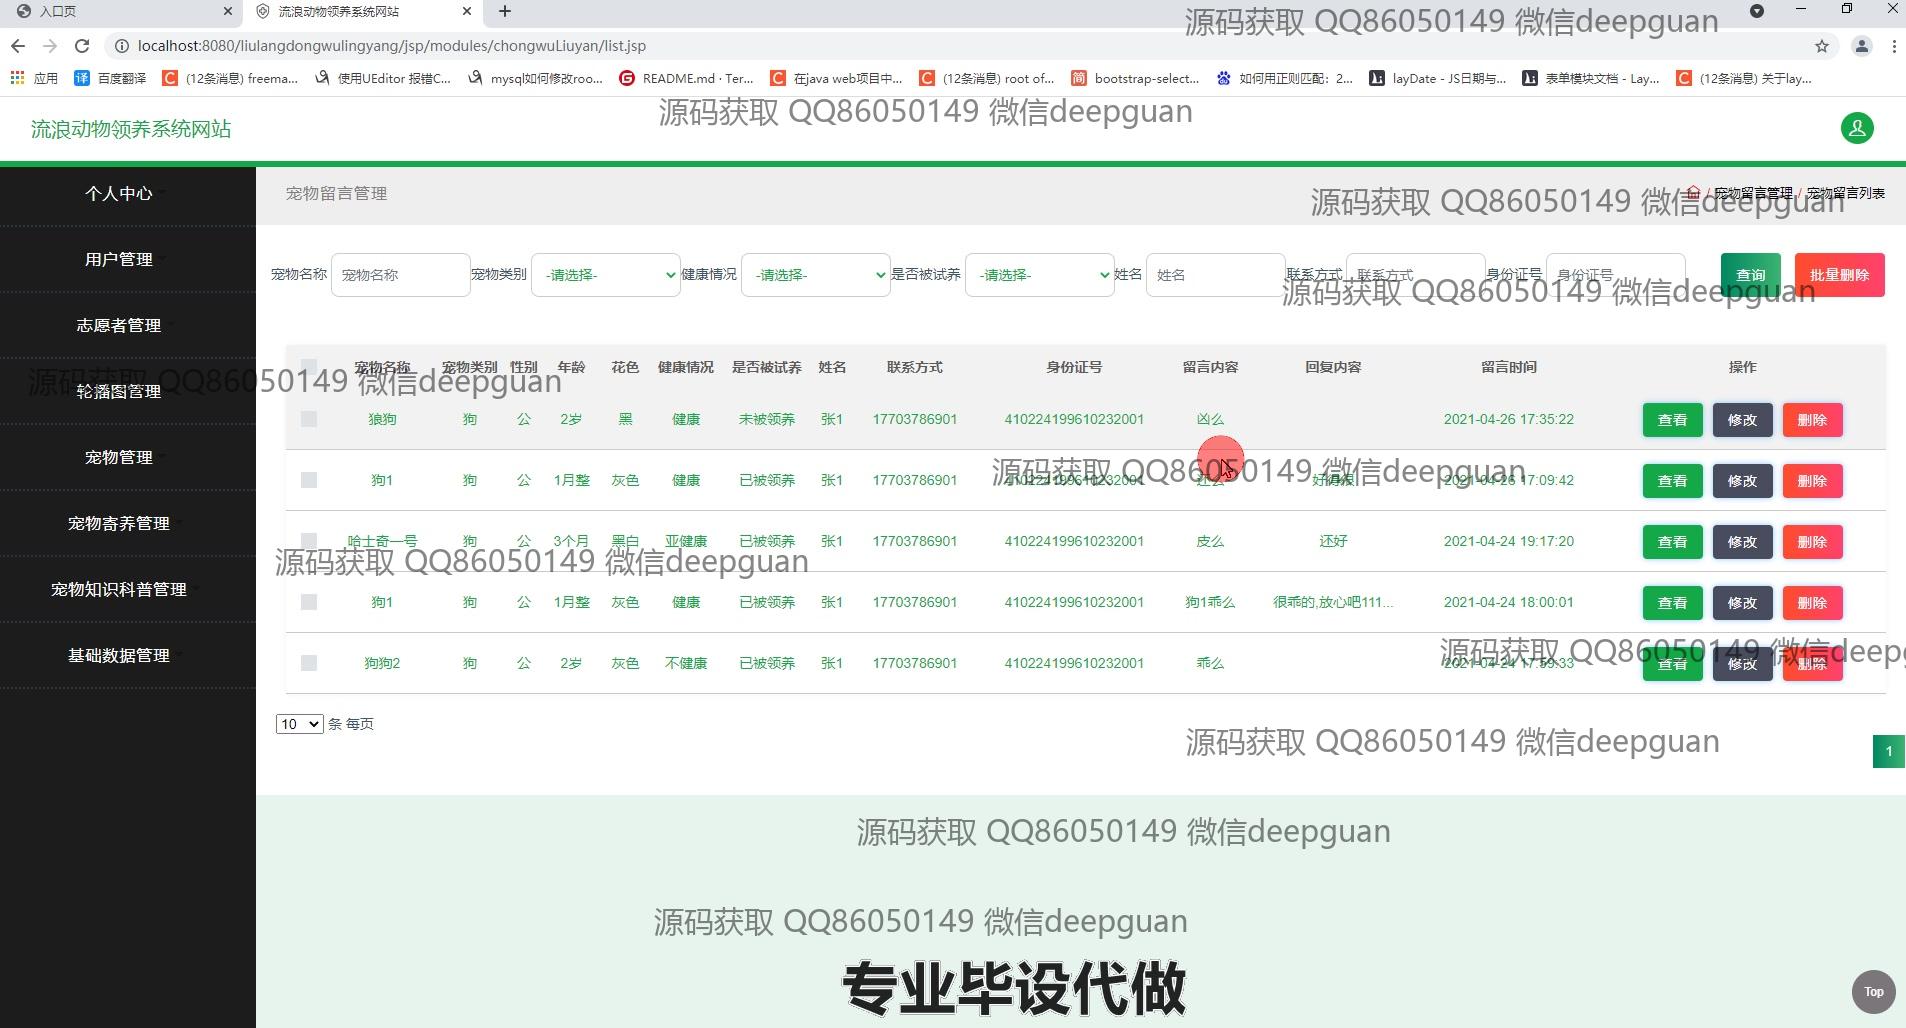 入口页
流浪动物领养系统网站
localhost:8080/liulangdongwulingyang/jsp/modules/chongwuLiuyan/list.jsp
源码获取 QQ86050149 微信deepguan
应用 百度翻译 (12条消息) freema... 使用UEditor 报错C... mysql如何修改roo... README.md · Ter... 在java web项目中... (12条消息) root of... bootstrap-select... 如何用正则匹配：2... layDate - JS日期与... 表单模块文档 - Lay... (12条消息) 关于lay...
源码获取 QQ86050149 微信deepguan
流浪动物领养系统网站
个人中心
用户管理
志愿者管理
轮播图管理
宠物管理
宠物寄养管理
宠物知识科普管理
基础数据管理
宠物留言管理
/ 宠物留言管理 / 宠物留言列表
源码获取 QQ86050149 微信deepguan
宠物名称 宠物名称 宠物类别 -请选择- 健康情况 -请选择- 是否被试养 -请选择- 姓名 姓名 联系方式 联系方式 身份证号 身份证号 查询 批量删除
源码获取 QQ86050149 微信deepguan
宠物名称 宠物类别 性别 年龄 花色 健康情况 是否被试养 姓名 联系方式 身份证号 留言内容 回复内容 留言时间 操作
源码获取 QQ86050149 微信deepguan
狼狗 狗 公 2岁 黑 健康 未被领养 张1 17703786901 410224199610232001 凶么 2021-04-26 17:35:22 查看 修改 删除
源码获取 QQ86050149 微信deepguan
狗1 狗 公 1月整 灰色 健康 已被领养 张1 17703786901 410224199610232001 2021-04-26 17:09:42 查看 修改 删除
哈士奇一号 狗 公 3个月 黑白 亚健康 已被领养 张1 17703786901 410224199610232001 皮么 还好 2021-04-24 19:17:20 查看 修改 删除
源码获取 QQ86050149 微信deepguan
狗1 狗 公 1月整 灰色 健康 已被领养 张1 17703786901 410224199610232001 狗1乖么 很乖的,放心吧111... 2021-04-24 18:00:01 查看 修改 删除
源码获取 QQ86050149 微信deep
狗狗2 狗 公 2岁 灰色 不健康 已被领养 张1 17703786901 410224199610232001 乖么 2021-04-24 17:59:33 查看 修改 删除
10 条 每页
源码获取 QQ86050149 微信deepguan
1
源码获取 QQ86050149 微信deepguan
源码获取 QQ86050149 微信deepguan
专业毕设代做
Top